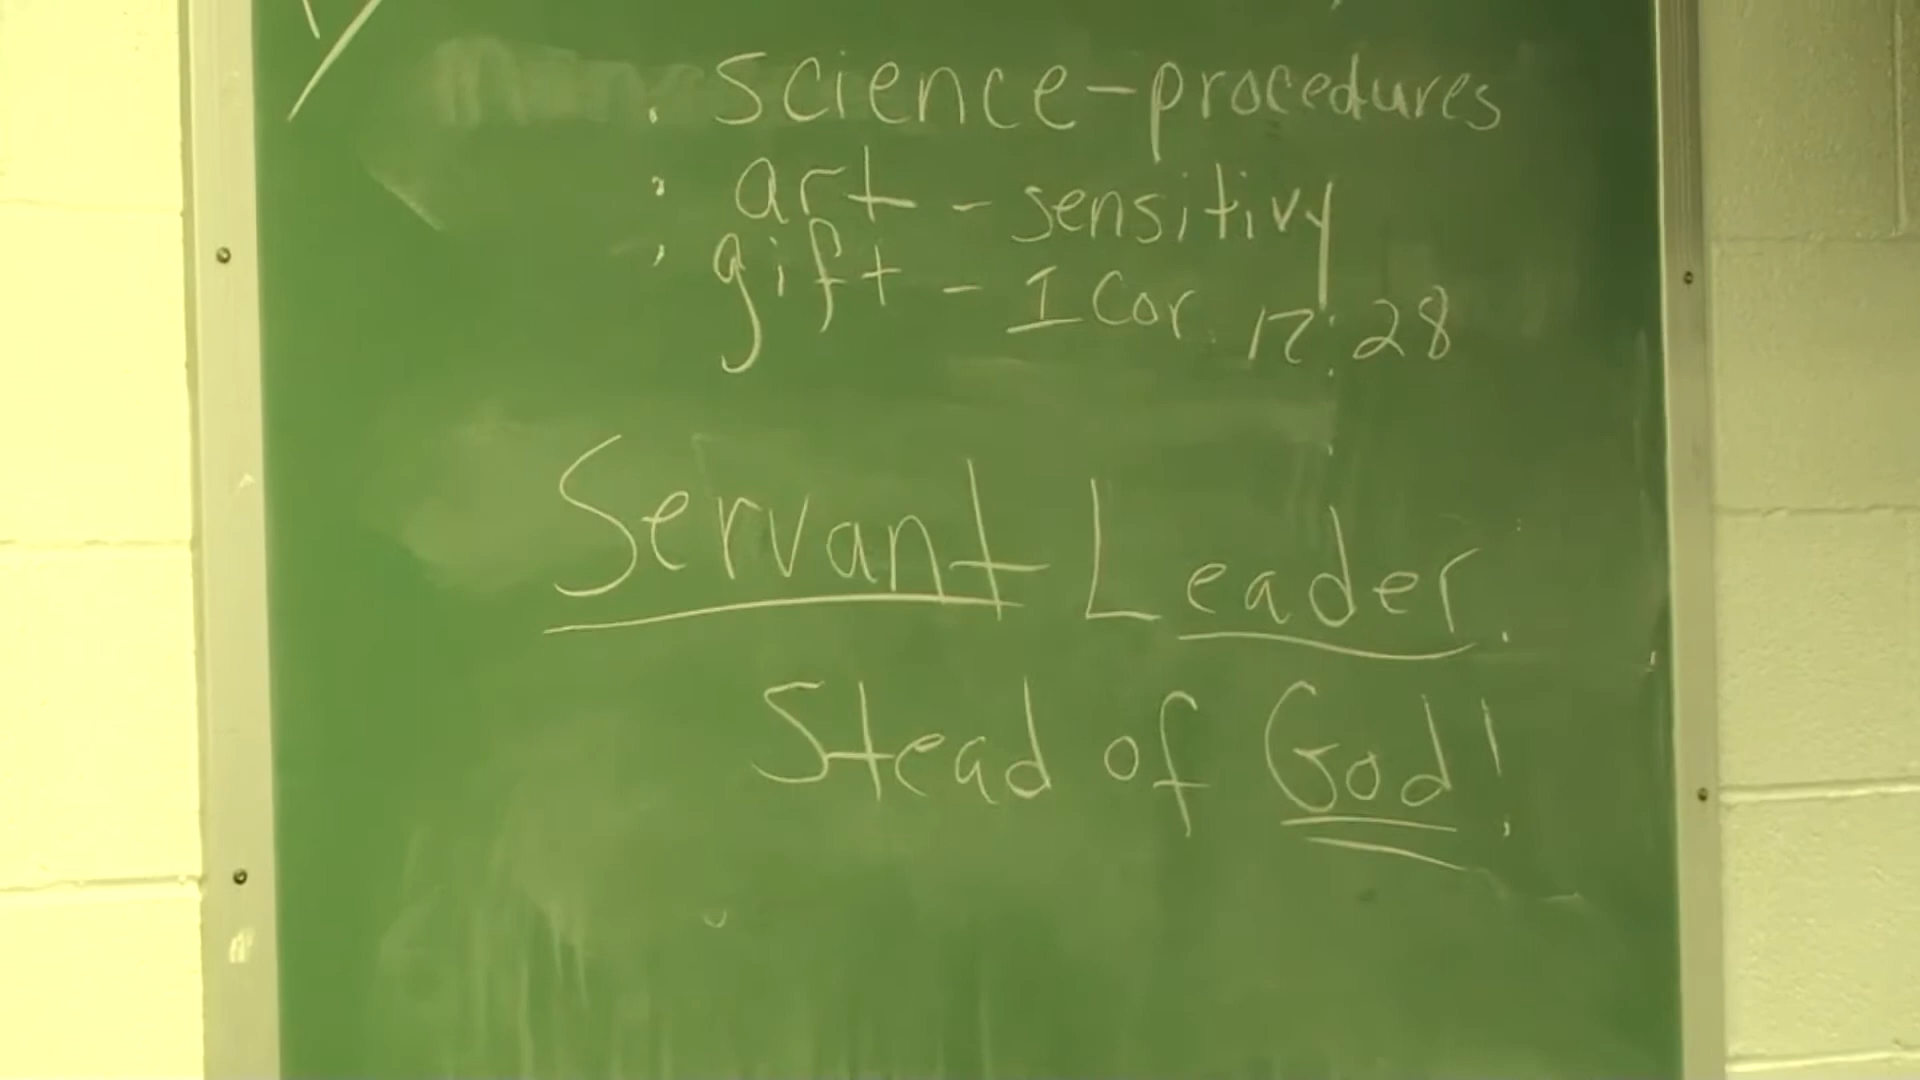 . science-procedures
; art - sensitivy
, gift - I Cor. 12:28
Servant Leader.
Stead of God!